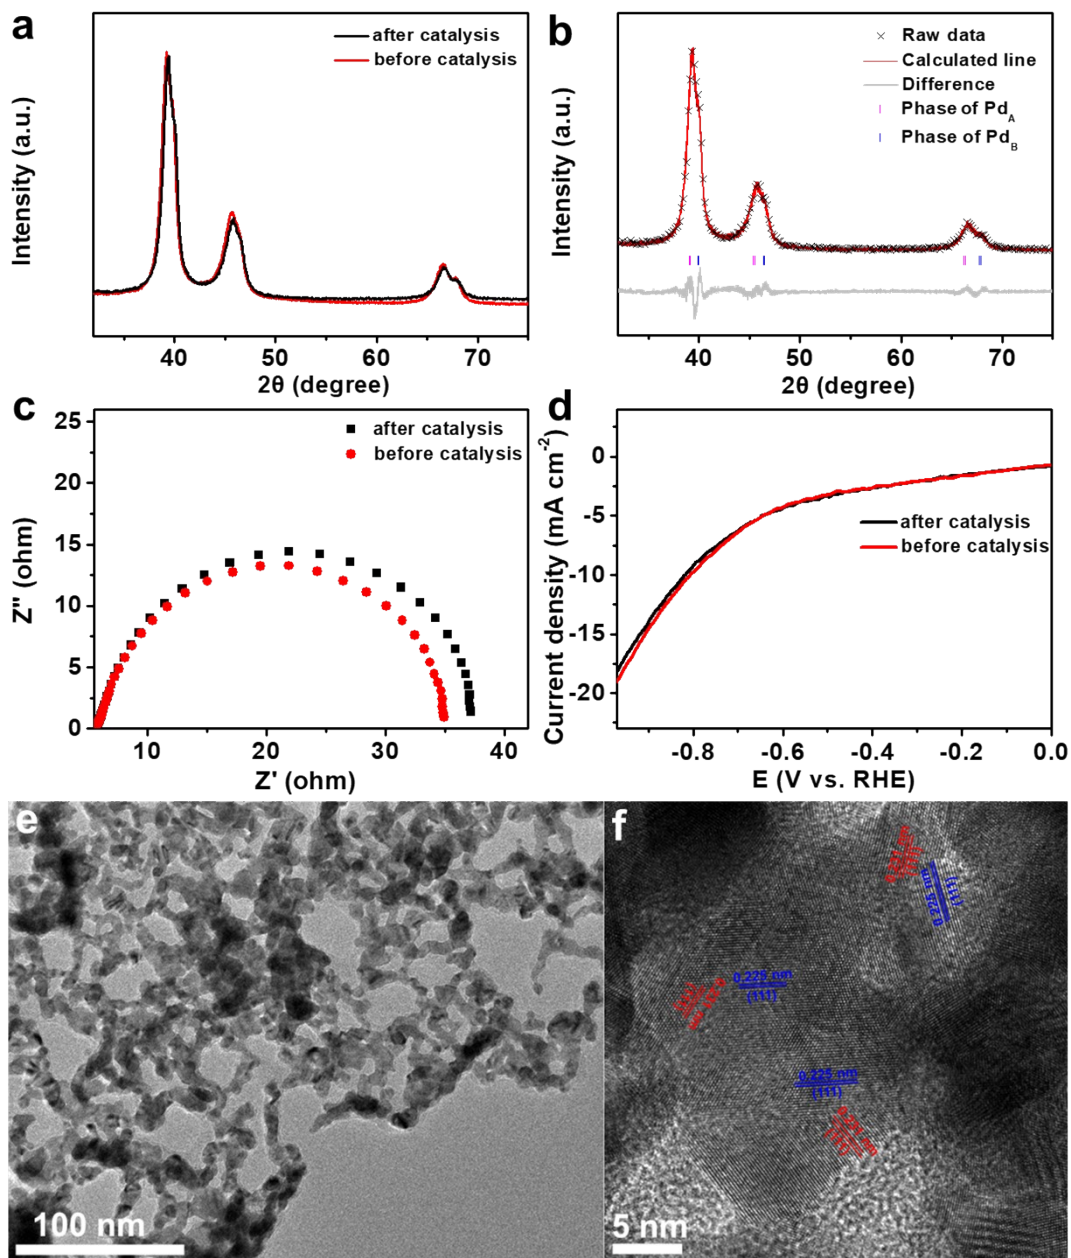 a
after catalysis
before catalysis
Intensity (a.u.)
40
50
60
70
2θ (degree)
b
Raw data
Calculated line
Difference
Phase of Pd_A
Phase of Pd_B
Intensity (a.u.)
40
50
60
70
2θ (degree)
c
25
20
15
10
5
0
after catalysis
before catalysis
Z" (ohm)
10
20
30
40
Z' (ohm)
d
0
-5
-10
-15
-20
after catalysis
before catalysis
Current density (mA cm⁻²)
-0.8
-0.6
-0.4
-0.2
0.0
E (V vs. RHE)
e
100 nm
f
(111)
0.225 nm
0.225 nm
(111)
0.225 nm
(111)
5 nm